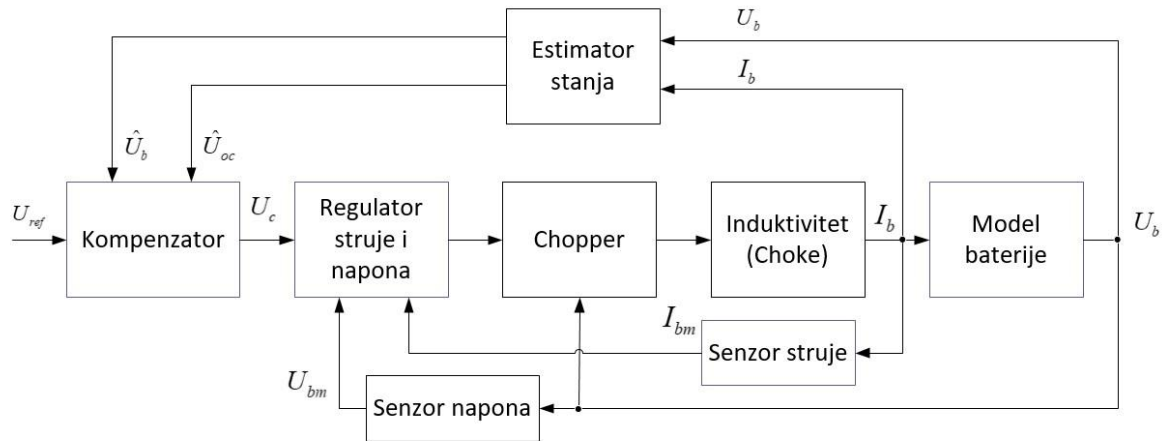 U_b
Estimator
stanja
I_b
Û_b
Û_oc
U_ref
Kompenzator
U_c
Regulator
struje i
napona
Chopper
Induktivitet
(Choke)
I_b
Model
baterije
U_b
I_bm
Senzor struje
U_bm
Senzor napona